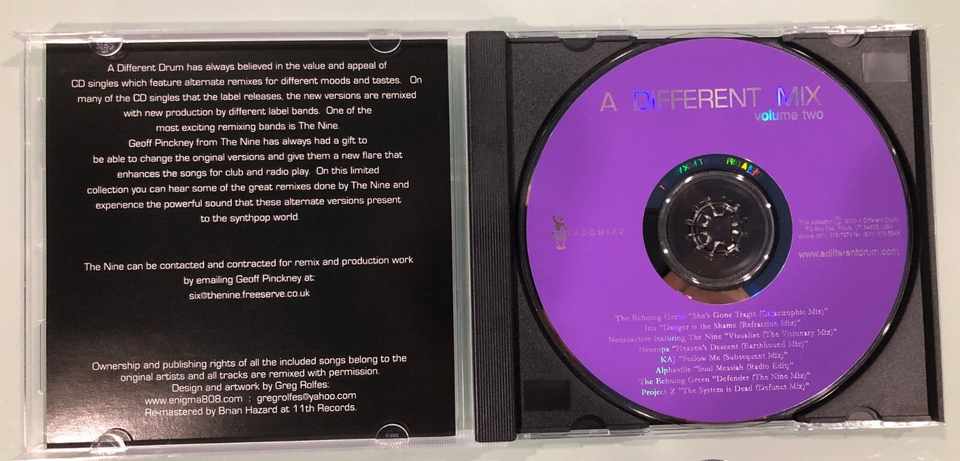 A Different Drum has always believed in the value and appeal of
CD singles which feature alternate remixes for different moods and tastes. On
many of the CD singles that the label releases, the new versions are remixed
with new production by different label bands. One of the
most exciting remixing bands is The Nine.
Geoff Pinckney from The Nine has always had a gift to
be able to change the original versions and give them a new flare that
enhances the songs for club and radio play. On this limited
collection you can hear some of the great remixes done by The Nine and
experience the powerful sound that these alternate versions present
to the synthpop world.
The Nine can be contacted and contracted for remix and production work
by emailing Geoff Pinckney at:
six@thenine.freeserve.co.uk
Ownership and publishing rights of all the included songs belong to the
original artists and all tracks are remixed with permission.
Design and artwork by Greg Rolfes:
www.enigma808.com : gregrolfes@yahoo.com
Re-mastered by Brian Hazard at 11th Records.
A DIFFERENT MIX
volume two
ADDMIX2
This collection ℗ 2000 A Different Drum
PO Box
www.adifferentdrum.com
The Echoing Green "She's Gone Tragic (Catastrophic Mix)"
Iris "Danger is the Shame (Refraction Mix)"
Neuroactive featuring The Nine "Visualize (The Visionary Mix)"
Neuropa "Heaven's Descent (Earthbound Mix)"
KAJ "Follow Me (Subsequent Mix)"
Alphaville "Soul Messiah (Radio Edit)"
The Echoing Green "Defender (The Nine Mix)"
Project X "The System is Dead (Defunct Mix)"